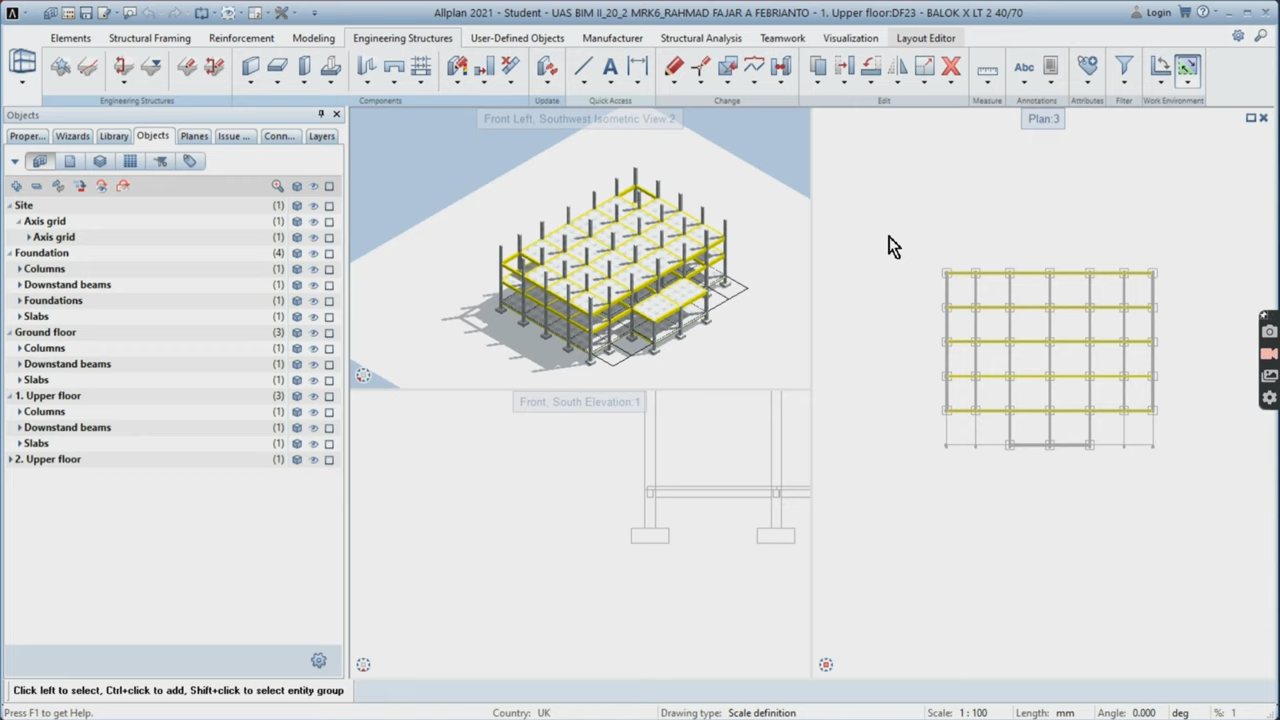 Allplan 2021 - Student - UAS BIM II_20_2 MRK6_RAHMAD FAJAR A FEBRIANTO - 1. Upper floor:DF23 - BALOK X LT 2 40/70
Login
Elements
Structural Framing
Reinforcement
Modeling
Engineering Structures
User-Defined Objects
Manufacturer
Structural Analysis
Teamwork
Visualization
Layout Editor
A
Abc
Engineering Structures
Components
Update
Quick Access
Change
Edit
Measure
Annotations
Attributes
Filter
Work Environment
Objects
Proper...
Wizards
Library
Objects
Planes
Issue ...
Conn...
Layers
Site (1)
Axis grid (1)
Axis grid (1)
Foundation (4)
Columns (1)
Downstand beams (1)
Foundations (1)
Slabs (1)
Ground floor (3)
Columns (1)
Downstand beams (1)
Slabs (1)
1. Upper floor (3)
Columns (1)
Downstand beams (1)
Slabs (1)
2. Upper floor (1)
Front Left, Southwest Isometric View:2
Front, South Elevation:1
Plan:3
Click left to select, Ctrl+click to add, Shift+click to select entity group
Press F1 to get Help.
Country: UK
Drawing type: Scale definition
Scale: 1 : 100
Length: mm
Angle: 0.000
deg
%: 1